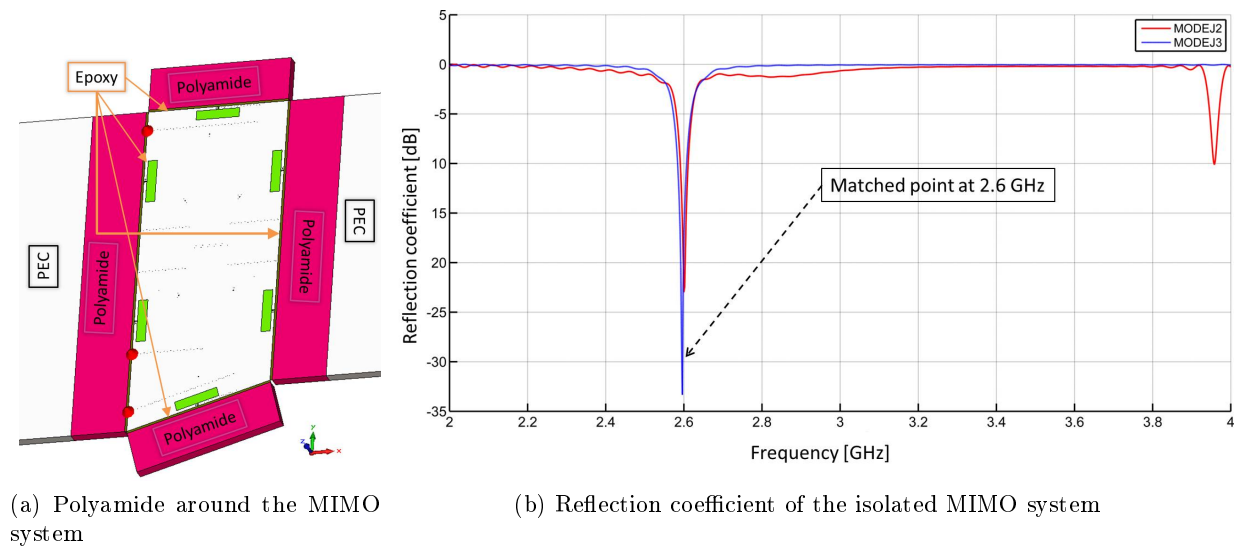 Epoxy
Polyamide
PEC
Polyamide
Polyamide
PEC
Polyamide
y
z
x
(a) Polyamide around the MIMO
system
5
0
-5
10
15
20
-25
-30
-35
2
2.2
2.4
2.6
2.8
3
3.2
3.4
3.6
3.8
4
Reflection coefficient [dB]
Frequency [GHz]
MODEJ2
MODEJ3
Matched point at 2.6 GHz
(b) Reflection coefficient of the isolated MIMO system